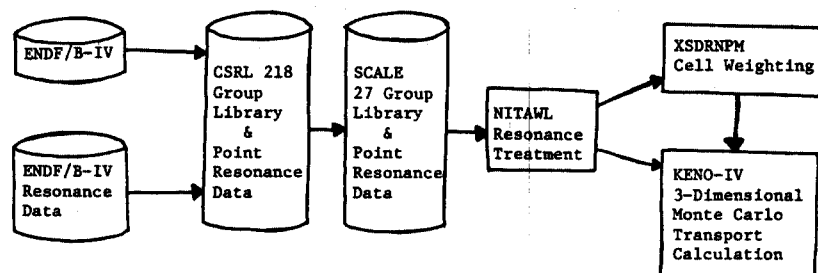 ENDF/B-IV
ENDF/B-IV
Resonance
Data
CSRL 218
Group
Library
&
Point
Resonance
Data
SCALE
27 Group
Library
&
Point
Resonance
Data
NITAWL
Resonance
Treatment
XSDRNPM
Cell Weighting
KENO-IV
3-Dimensional
Monte Carlo
Transport
Calculation